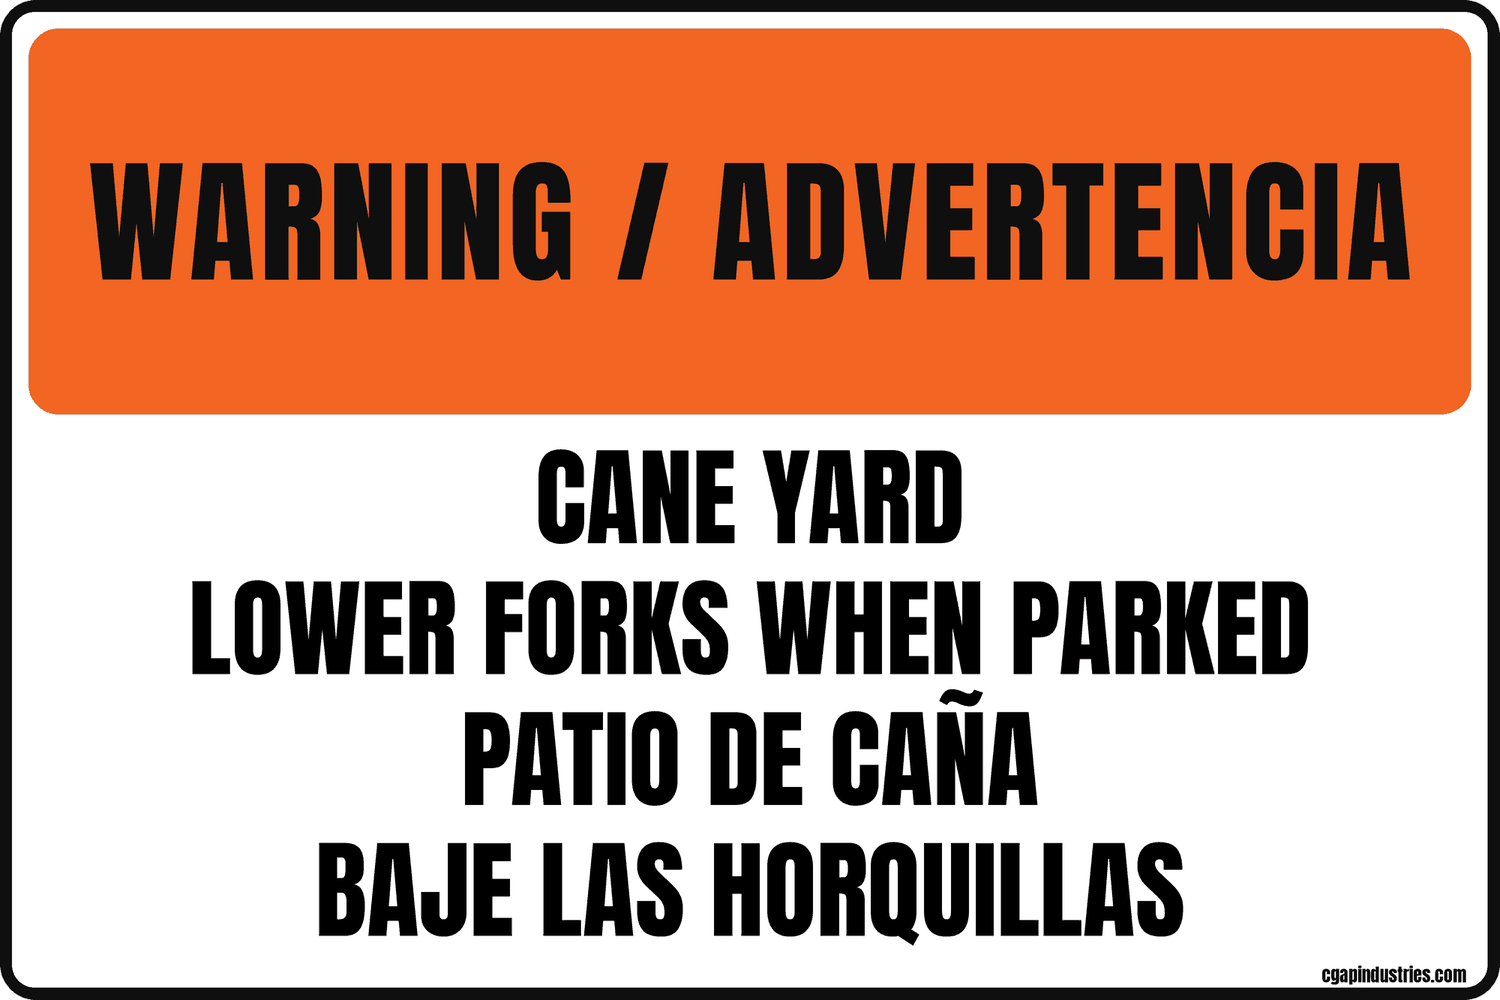 WARNING / ADVERTENCIA
CANE YARD
LOWER FORKS WHEN PARKED
PATIO DE CAÑA
BAJE LAS HORQUILLAS
cgapindustries.com